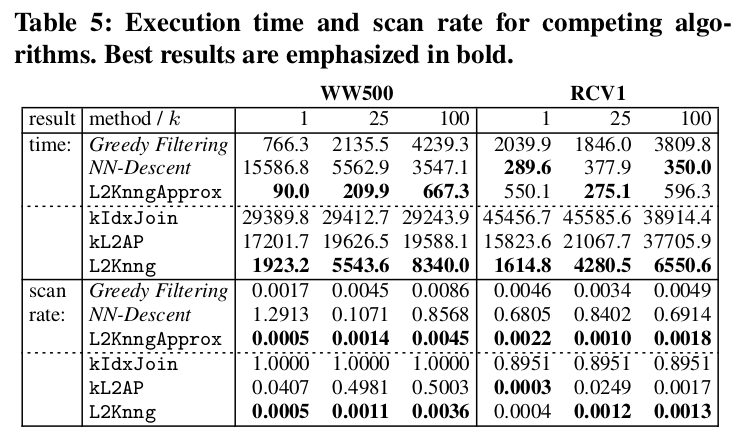 Table 5: Execution time and scan rate for competing algo-
rithms. Best results are emphasized in bold.
WW500 RCV1
result method / k 1 25 100 1 25 100
time: Greedy Filtering 766.3 2135.5 4239.3 2039.9 1846.0 3809.8
NN-Descent 15586.8 5562.9 3547.1 289.6 377.9 350.0
L2KnngApprox 90.0 209.9 667.3 550.1 275.1 596.3
kIdxJoin 29389.8 29412.7 29243.9 45456.7 45585.6 38914.4
kL2AP 17201.7 19626.5 19588.1 15823.6 21067.7 37705.9
L2Knng 1923.2 5543.6 8340.0 1614.8 4280.5 6550.6
scan Greedy Filtering 0.0017 0.0045 0.0086 0.0046 0.0034 0.0049
rate: NN-Descent 1.2913 0.1071 0.8568 0.6805 0.8402 0.6914
L2KnngApprox 0.0005 0.0014 0.0045 0.0022 0.0010 0.0018
kIdxJoin 1.0000 1.0000 1.0000 0.8951 0.8951 0.8951
kL2AP 0.0407 0.4981 0.5003 0.0003 0.0249 0.0017
L2Knng 0.0005 0.0011 0.0036 0.0004 0.0012 0.0013